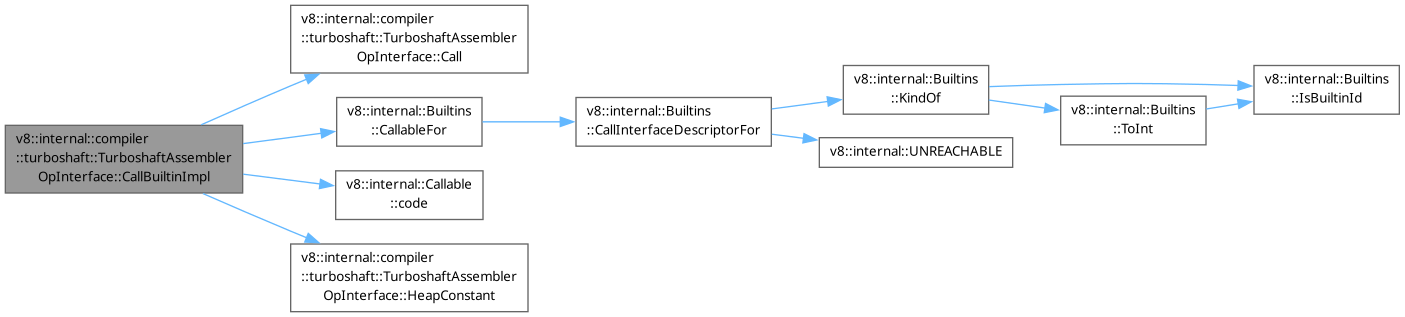 v8::internal::compiler
::turboshaft::TurboshaftAssembler
OpInterface::CallBuiltinImpl
v8::internal::compiler
::turboshaft::TurboshaftAssembler
OpInterface::Call
v8::internal::Builtins
::CallableFor
v8::internal::Callable
::code
v8::internal::compiler
::turboshaft::TurboshaftAssembler
OpInterface::HeapConstant
v8::internal::Builtins
::CallInterfaceDescriptorFor
v8::internal::Builtins
::KindOf
v8::internal::UNREACHABLE
v8::internal::Builtins
::ToInt
v8::internal::Builtins
::IsBuiltinId